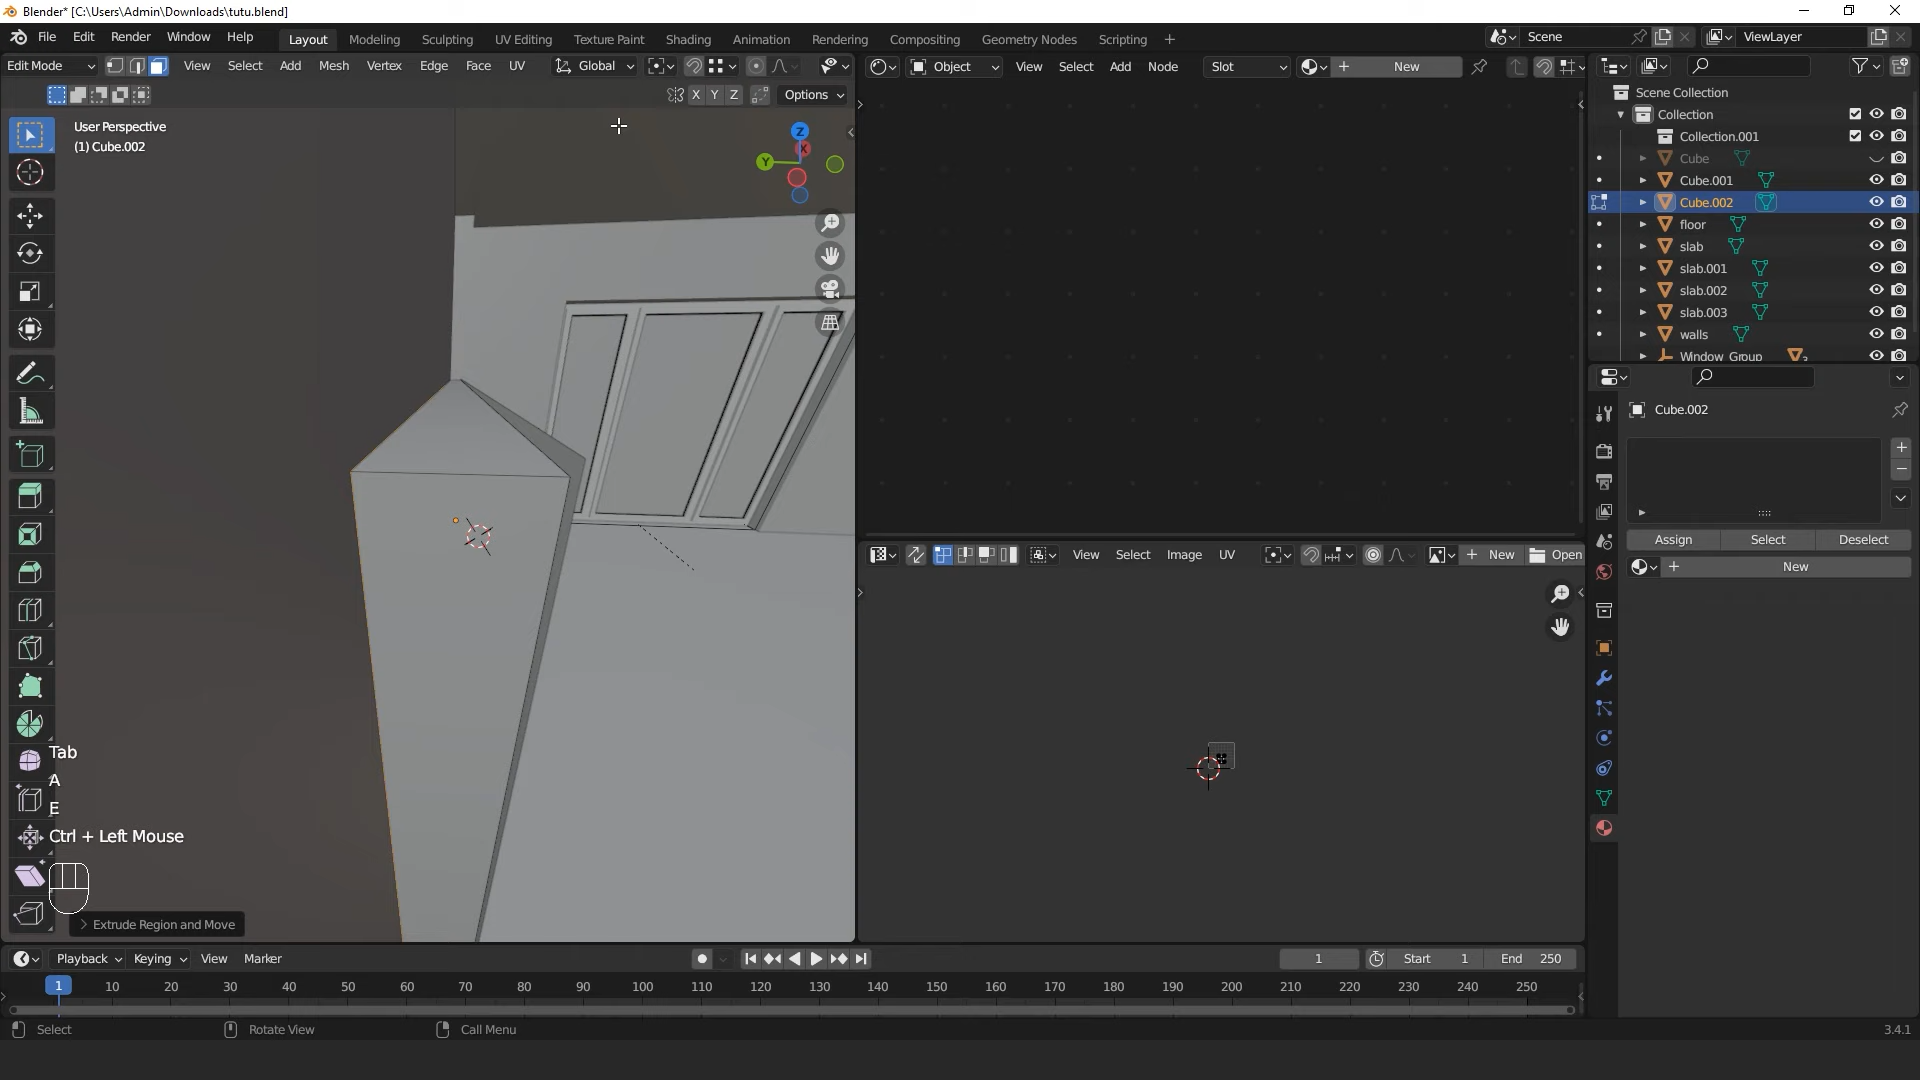 Blender* [C:\Users\Admin\Downloads\tutu.blend]
File Edit Render Window Help Layout Modeling Sculpting UV Editing Texture Paint Shading Animation Rendering Compositing Geometry Nodes Scripting + Scene ViewLayer
Edit Mode View Select Add Mesh Vertex Edge Face UV Global Object View Select Add Node Slot New
X Y Z Options
Scene Collection
Collection
Collection.001
Cube
Cube.001
Cube.002
floor
slab
slab.001
slab.002
slab.003
walls
Window_Group 3
User Perspective
(1) Cube.002
Z
X
Y
Cube.002
Assign Select Deselect
New
View Select Image UV New Open
Tab
A
E
Ctrl + Left Mouse
Extrude Region and Move
Playback Keying View Marker 1 Start 1 End 250
1 10 20 30 40 50 60 70 80 90 100 110 120 130 140 150 160 170 180 190 200 210 220 230 240 250
Select Rotate View Call Menu 3.4.1